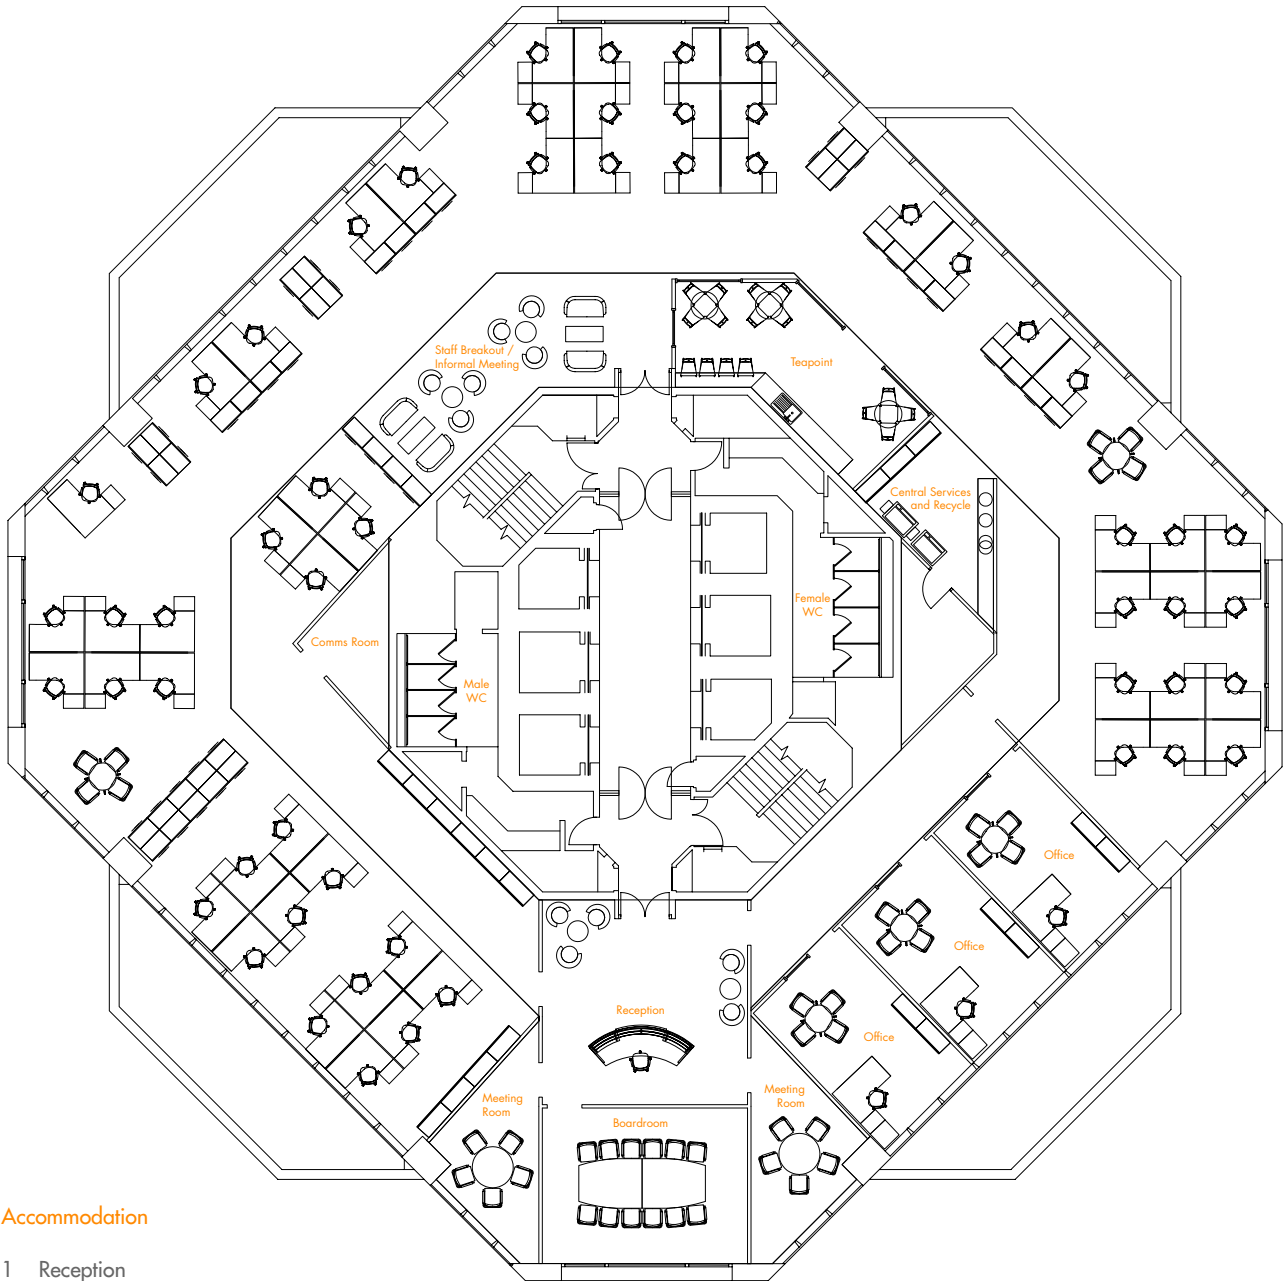 Staff Breakout /
Informal Meeting
Teapoint
Central Services
and Recycle
Female
WC
Comms Room
Male
WC
Office
Office
Office
Reception
Meeting
Room
Meeting
Room
Boardroom
Accommodation
1 Reception